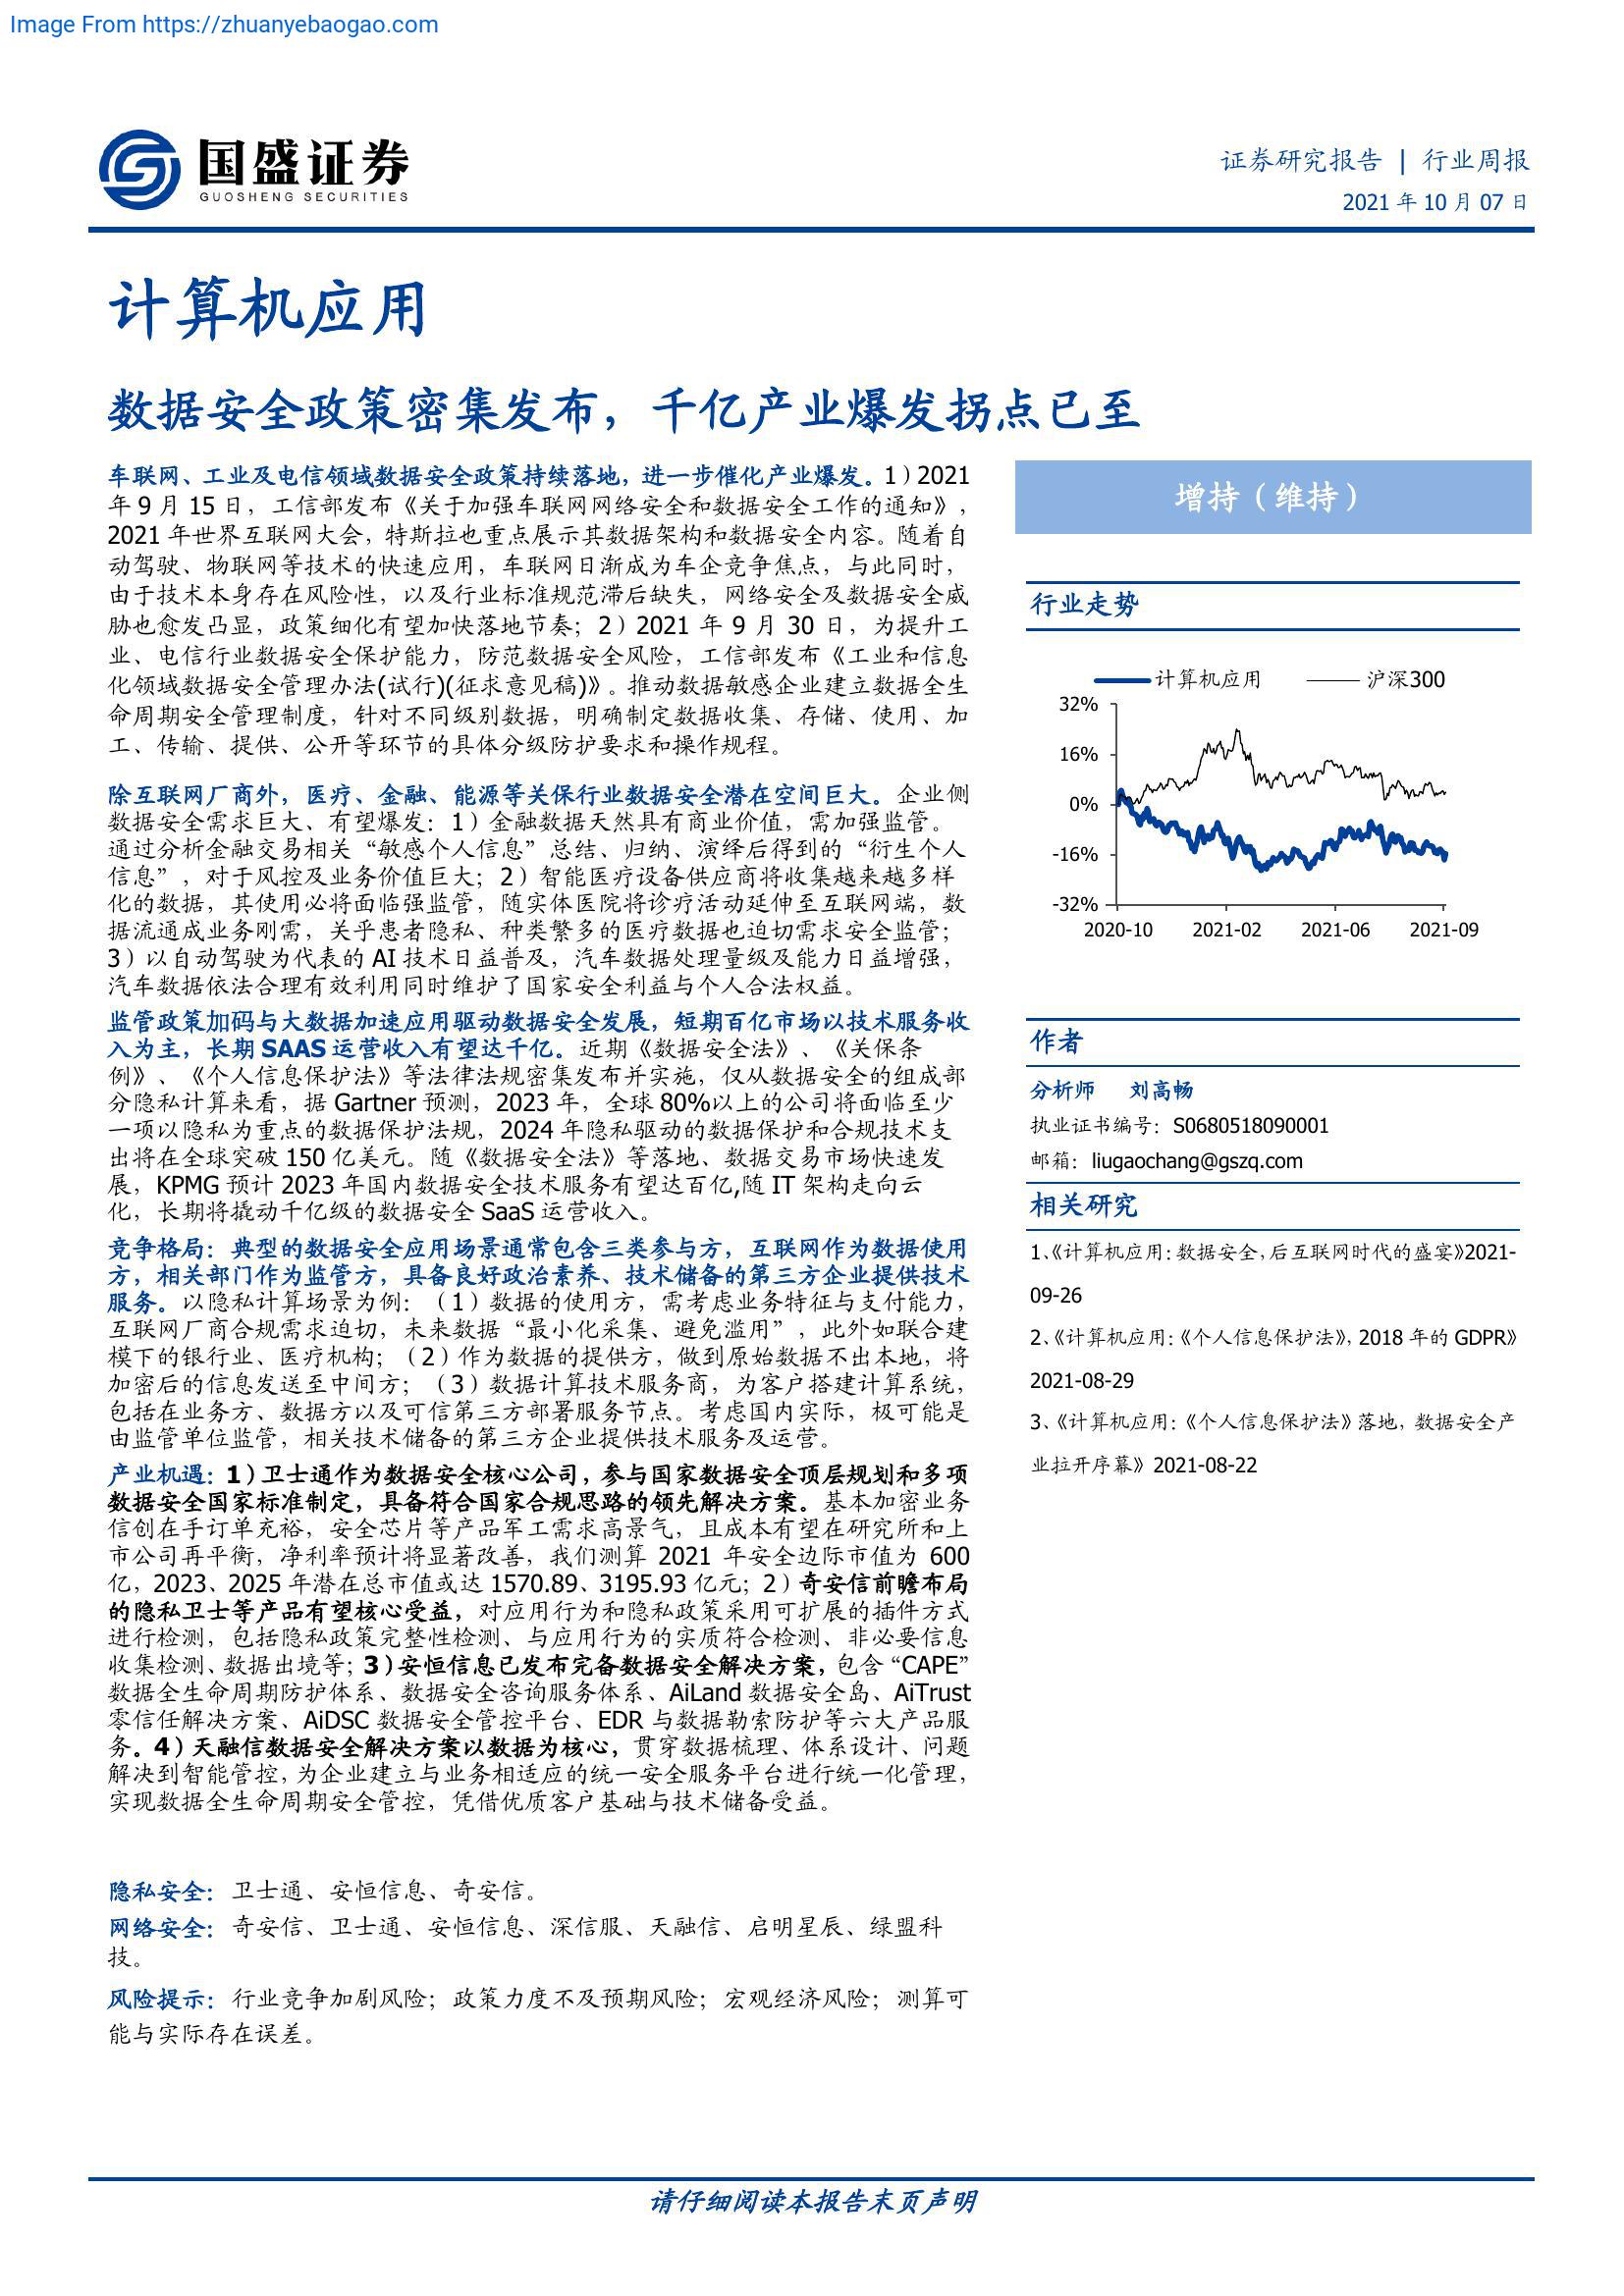 Image From https://zhuanyebaogao.com
国盛证券
GUOSHENG SECURITIES
证券研究报告 | 行业周报
2021 年 10 月 07 日
计算机应用
数据安全政策密集发布，千亿产业爆发拐点已至
车联网、工业及电信领域数据安全政策持续落地，进一步催化产业爆发。1）2021
年 9 月 15 日，工信部发布《关于加强车联网网络安全和数据安全工作的通知》，
2021 年世界互联网大会，特斯拉也重点展示其数据架构和数据安全内容。随着自
动驾驶、物联网等技术的快速应用，车联网日渐成为车企竞争焦点，与此同时，
由于技术本身存在风险性，以及行业标准规范滞后缺失，网络安全及数据安全威
胁也愈发凸显，政策细化有望加快落地节奏；2）2021 年 9 月 30 日，为提升工
业、电信行业数据安全保护能力，防范数据安全风险，工信部发布《工业和信息
化领域数据安全管理办法(试行)(征求意见稿)》。推动数据敏感企业建立数据全生
命周期安全管理制度，针对不同级别数据，明确制定数据收集、存储、使用、加
工、传输、提供、公开等环节的具体分级防护要求和操作规程。
除互联网厂商外，医疗、金融、能源等关保行业数据安全潜在空间巨大。企业侧
数据安全需求巨大、有望爆发：1）金融数据天然具有商业价值，需加强监管。
通过分析金融交易相关“敏感个人信息”总结、归纳、演绎后得到的“衍生个人
信息”，对于风控及业务价值巨大；2）智能医疗设备供应商将收集越来越多样
化的数据，其使用必将面临强监管，随实体医院将诊疗活动延伸至互联网端，数
据流通成业务刚需，关乎患者隐私、种类繁多的医疗数据也迫切需求安全监管；
3）以自动驾驶为代表的 AI 技术日益普及，汽车数据处理量级及能力日益增强，
汽车数据依法合理有效利用同时维护了国家安全利益与个人合法权益。
监管政策加码与大数据加速应用驱动数据安全发展，短期百亿市场以技术服务收
入为主，长期 SAAS 运营收入有望达千亿。近期《数据安全法》、《关保条
例》、《个人信息保护法》等法律法规密集发布并实施，仅从数据安全的组成部
分隐私计算来看，据 Gartner 预测，2023 年，全球 80%以上的公司将面临至少
一项以隐私为重点的数据保护法规，2024 年隐私驱动的数据保护和合规技术支
出将在全球突破 150 亿美元。随《数据安全法》等落地、数据交易市场快速发
展，KPMG 预计 2023 年国内数据安全技术服务有望达百亿,随 IT 架构走向云
化，长期将撬动千亿级的数据安全 SaaS 运营收入。
竞争格局：典型的数据安全应用场景通常包含三类参与方，互联网作为数据使用
方，相关部门作为监管方，具备良好政治素养、技术储备的第三方企业提供技术
服务。以隐私计算场景为例：（1）数据的使用方，需考虑业务特征与支付能力，
互联网厂商合规需求迫切，未来数据“最小化采集、避免滥用”，此外如联合建
模下的银行业、医疗机构；（2）作为数据的提供方，做到原始数据不出本地，将
加密后的信息发送至中间方；（3）数据计算技术服务商，为客户搭建计算系统，
包括在业务方、数据方以及可信第三方部署服务节点。考虑国内实际，极可能是
由监管单位监管，相关技术储备的第三方企业提供技术服务及运营。
产业机遇：1）卫士通作为数据安全核心公司，参与国家数据安全顶层规划和多项
数据安全国家标准制定，具备符合国家合规思路的领先解决方案。基本加密业务
信创在手订单充裕，安全芯片等产品军工需求高景气，且成本有望在研究所和上
市公司再平衡，净利率预计将显著改善，我们测算 2021 年安全边际市值为 600
亿，2023、2025 年潜在总市值或达 1570.89、3195.93 亿元；2）奇安信前瞻布局
的隐私卫士等产品有望核心受益，对应用行为和隐私政策采用可扩展的插件方式
进行检测，包括隐私政策完整性检测、与应用行为的实质符合检测、非必要信息
收集检测、数据出境等；3）安恒信息已发布完备数据安全解决方案，包含“CAPE”
数据全生命周期防护体系、数据安全咨询服务体系、AiLand 数据安全岛、AiTrust
零信任解决方案、AiDSC 数据安全管控平台、EDR 与数据勒索防护等六大产品服
务。4）天融信数据安全解决方案以数据为核心，贯穿数据梳理、体系设计、问题
解决到智能管控，为企业建立与业务相适应的统一安全服务平台进行统一化管理，
实现数据全生命周期安全管控，凭借优质客户基础与技术储备受益。
隐私安全：卫士通、安恒信息、奇安信。
网络安全：奇安信、卫士通、安恒信息、深信服、天融信、启明星辰、绿盟科
技。
风险提示：行业竞争加剧风险；政策力度不及预期风险；宏观经济风险；测算可
能与实际存在误差。
增持（维持）
行业走势
计算机应用 沪深300
32%
16%
0%
-16%
-32%
2020-10 2021-02 2021-06 2021-09
作者
分析师 刘高畅
执业证书编号：S0680518090001
邮箱：liugaochang@gszq.com
相关研究
1、《计算机应用：数据安全，后互联网时代的盛宴》2021-
09-26
2、《计算机应用：《个人信息保护法》，2018 年的 GDPR》
2021-08-29
3、《计算机应用：《个人信息保护法》落地，数据安全产
业拉开序幕》2021-08-22
请仔细阅读本报告末页声明